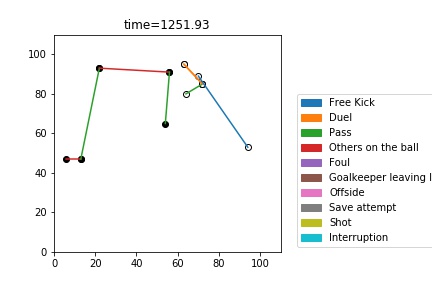 time=1251.93
100
80
60
40
20
0
0 20 40 60 80 100
Free Kick
Duel
Pass
Others on the ball
Foul
Goalkeeper leaving l
Offside
Save attempt
Shot
Interruption